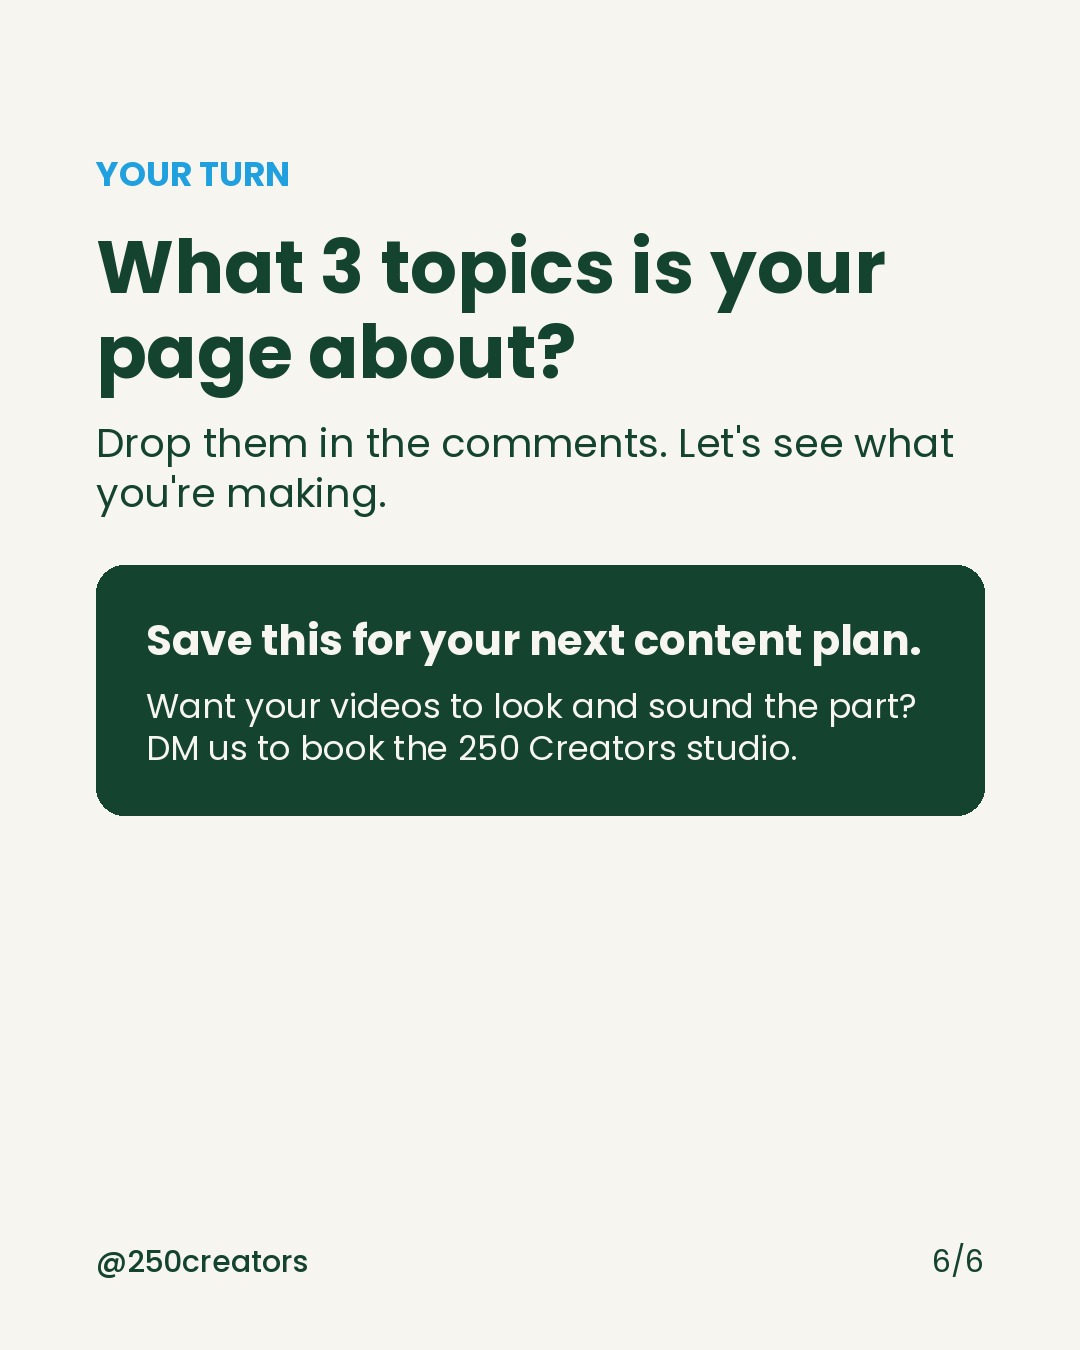 YOUR TURN
What 3 topics is your
page about?
Drop them in the comments. Let's see what
you're making.
Save this for your next content plan.
Want your videos to look and sound the part?
DM us to book the 250 Creators studio.
@250creators
6/6